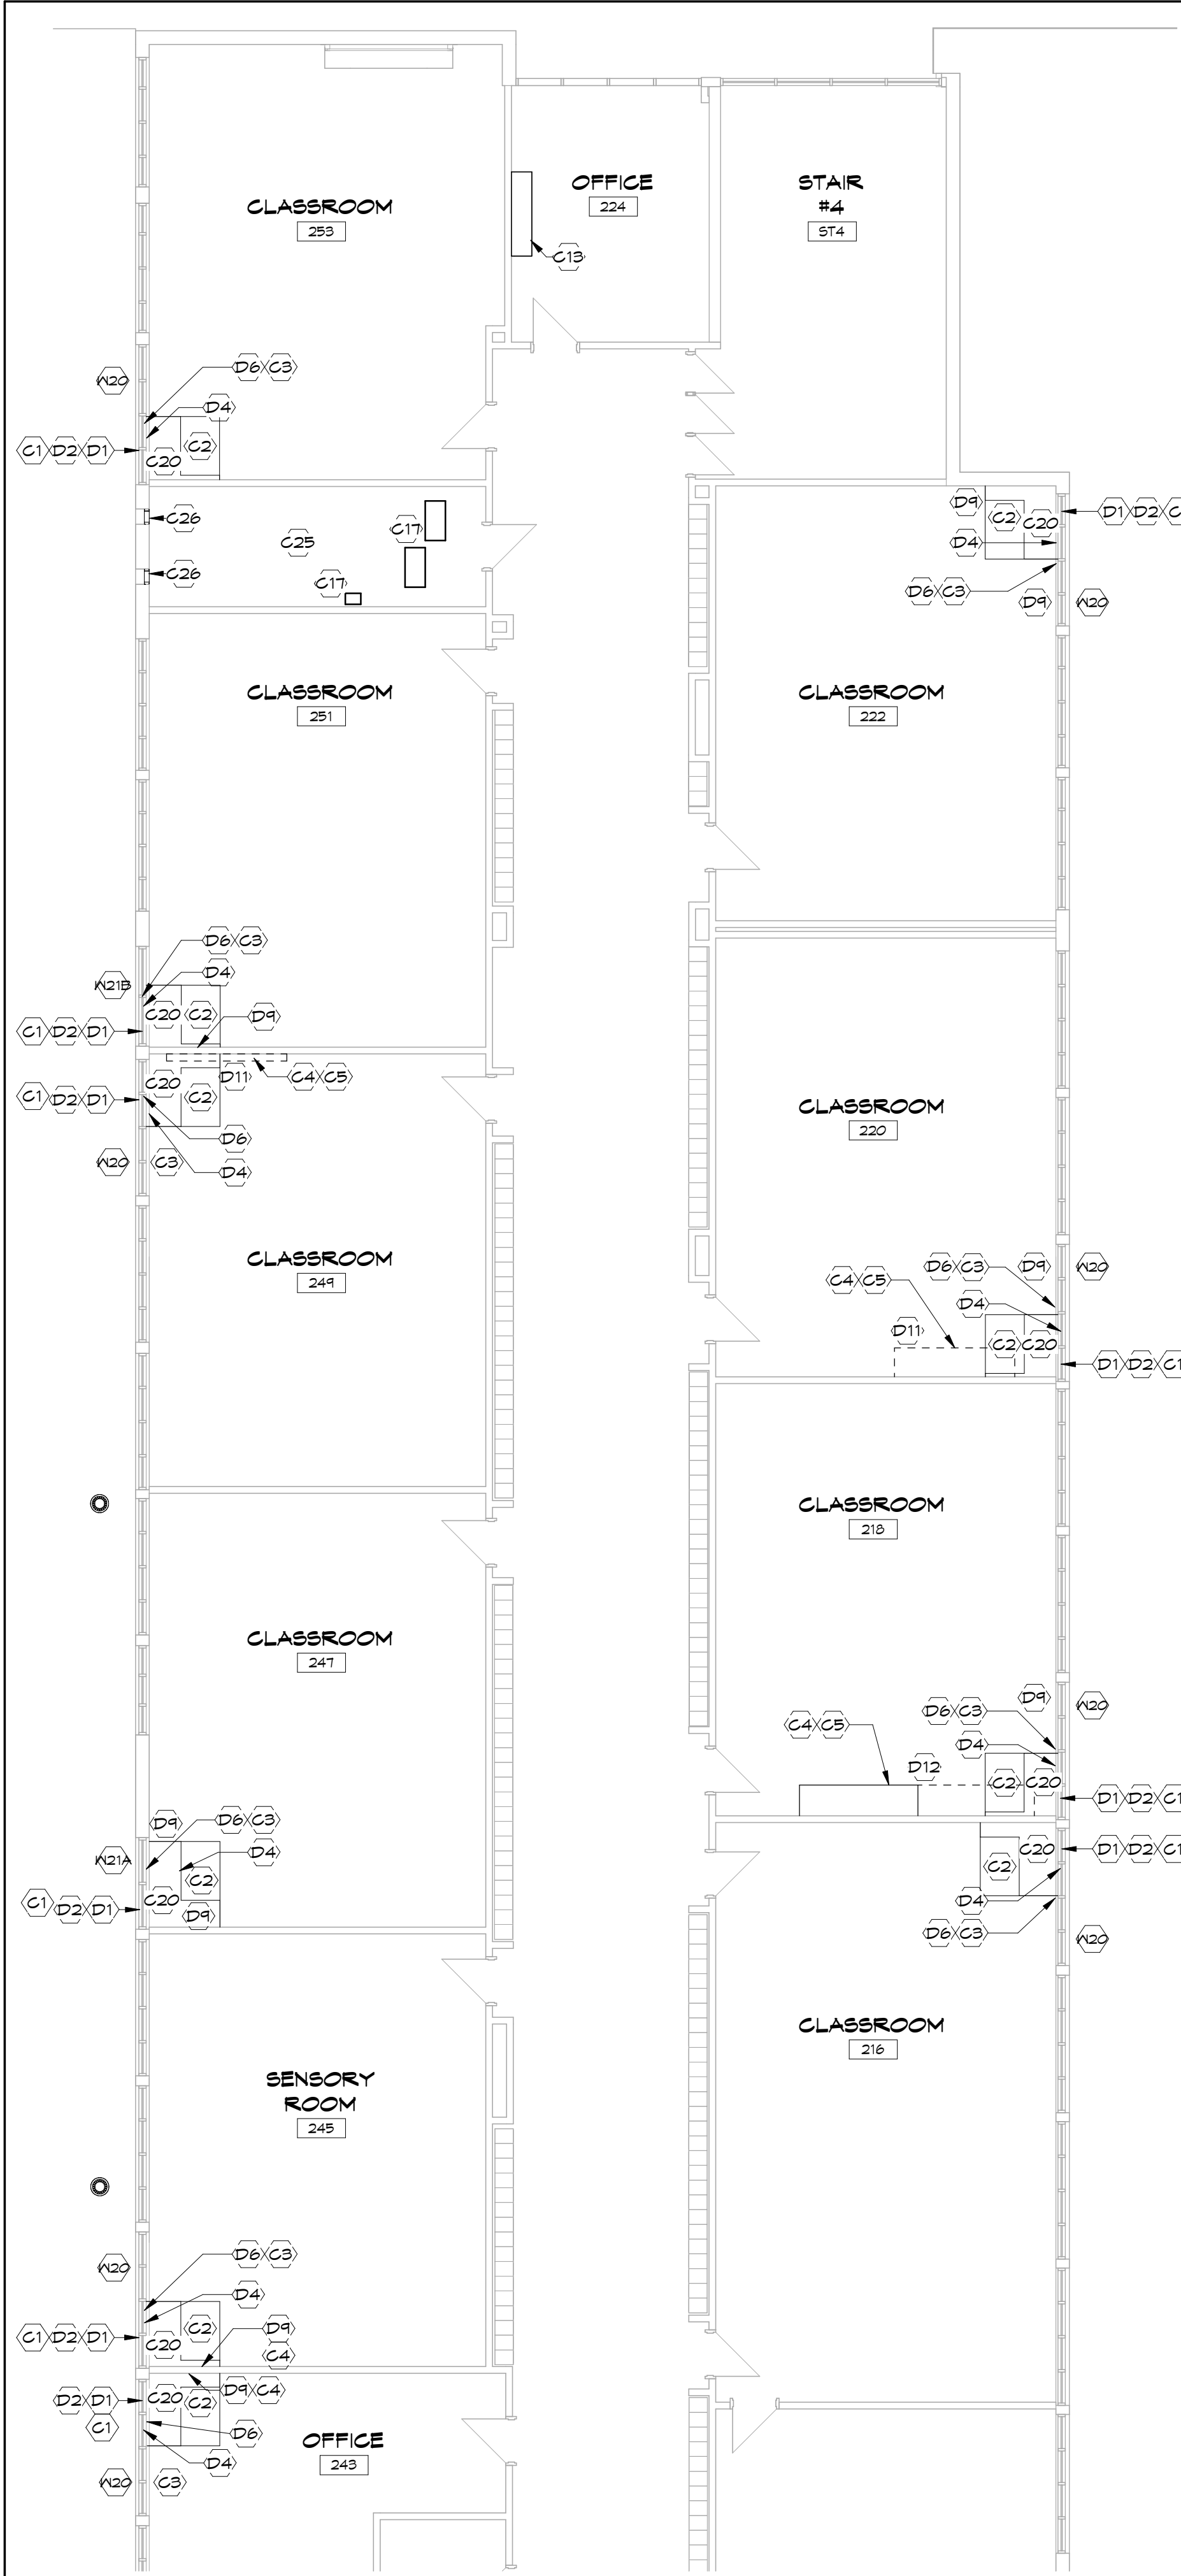 CLASSROOM
253
OFFICE
224
STAIR
#4
ST4
C13
D6 C3
W20
D4
C2
C1 D2 D1
C20
C26
C25
C17
C26
C17
D9
C2
C20
D1 D2
D4
D6 C3
D9
W20
CLASSROOM
251
CLASSROOM
222
D6 C3
W21B
D4
C20
C2
D9
C1 D2 D1
C20
D11
C4 C5
C2
C1
D2 D1
D6
W20
C3
D4
CLASSROOM
220
CLASSROOM
249
D6 C3
D9
W20
C4 C5
D4
D11
C2 C20
D1 D2 C1
CLASSROOM
218
CLASSROOM
247
D9
W20
D6 C3
C4 C5
D4
D12
C2
C20
D1 D2 C1
D9
D6 C3
W21A
D4
C2
C20
C1
D2 D1
D9
C20
D1 D2 C1
C2
D4
D6 C3
W20
CLASSROOM
216
SENSORY
ROOM
245
D6 C3
W20
D4
C2
D9
C1 D2 D1
C20
C4
D2 D1
C20
C2
D9 C4
C1
D6
D4
OFFICE
243
W20
C3